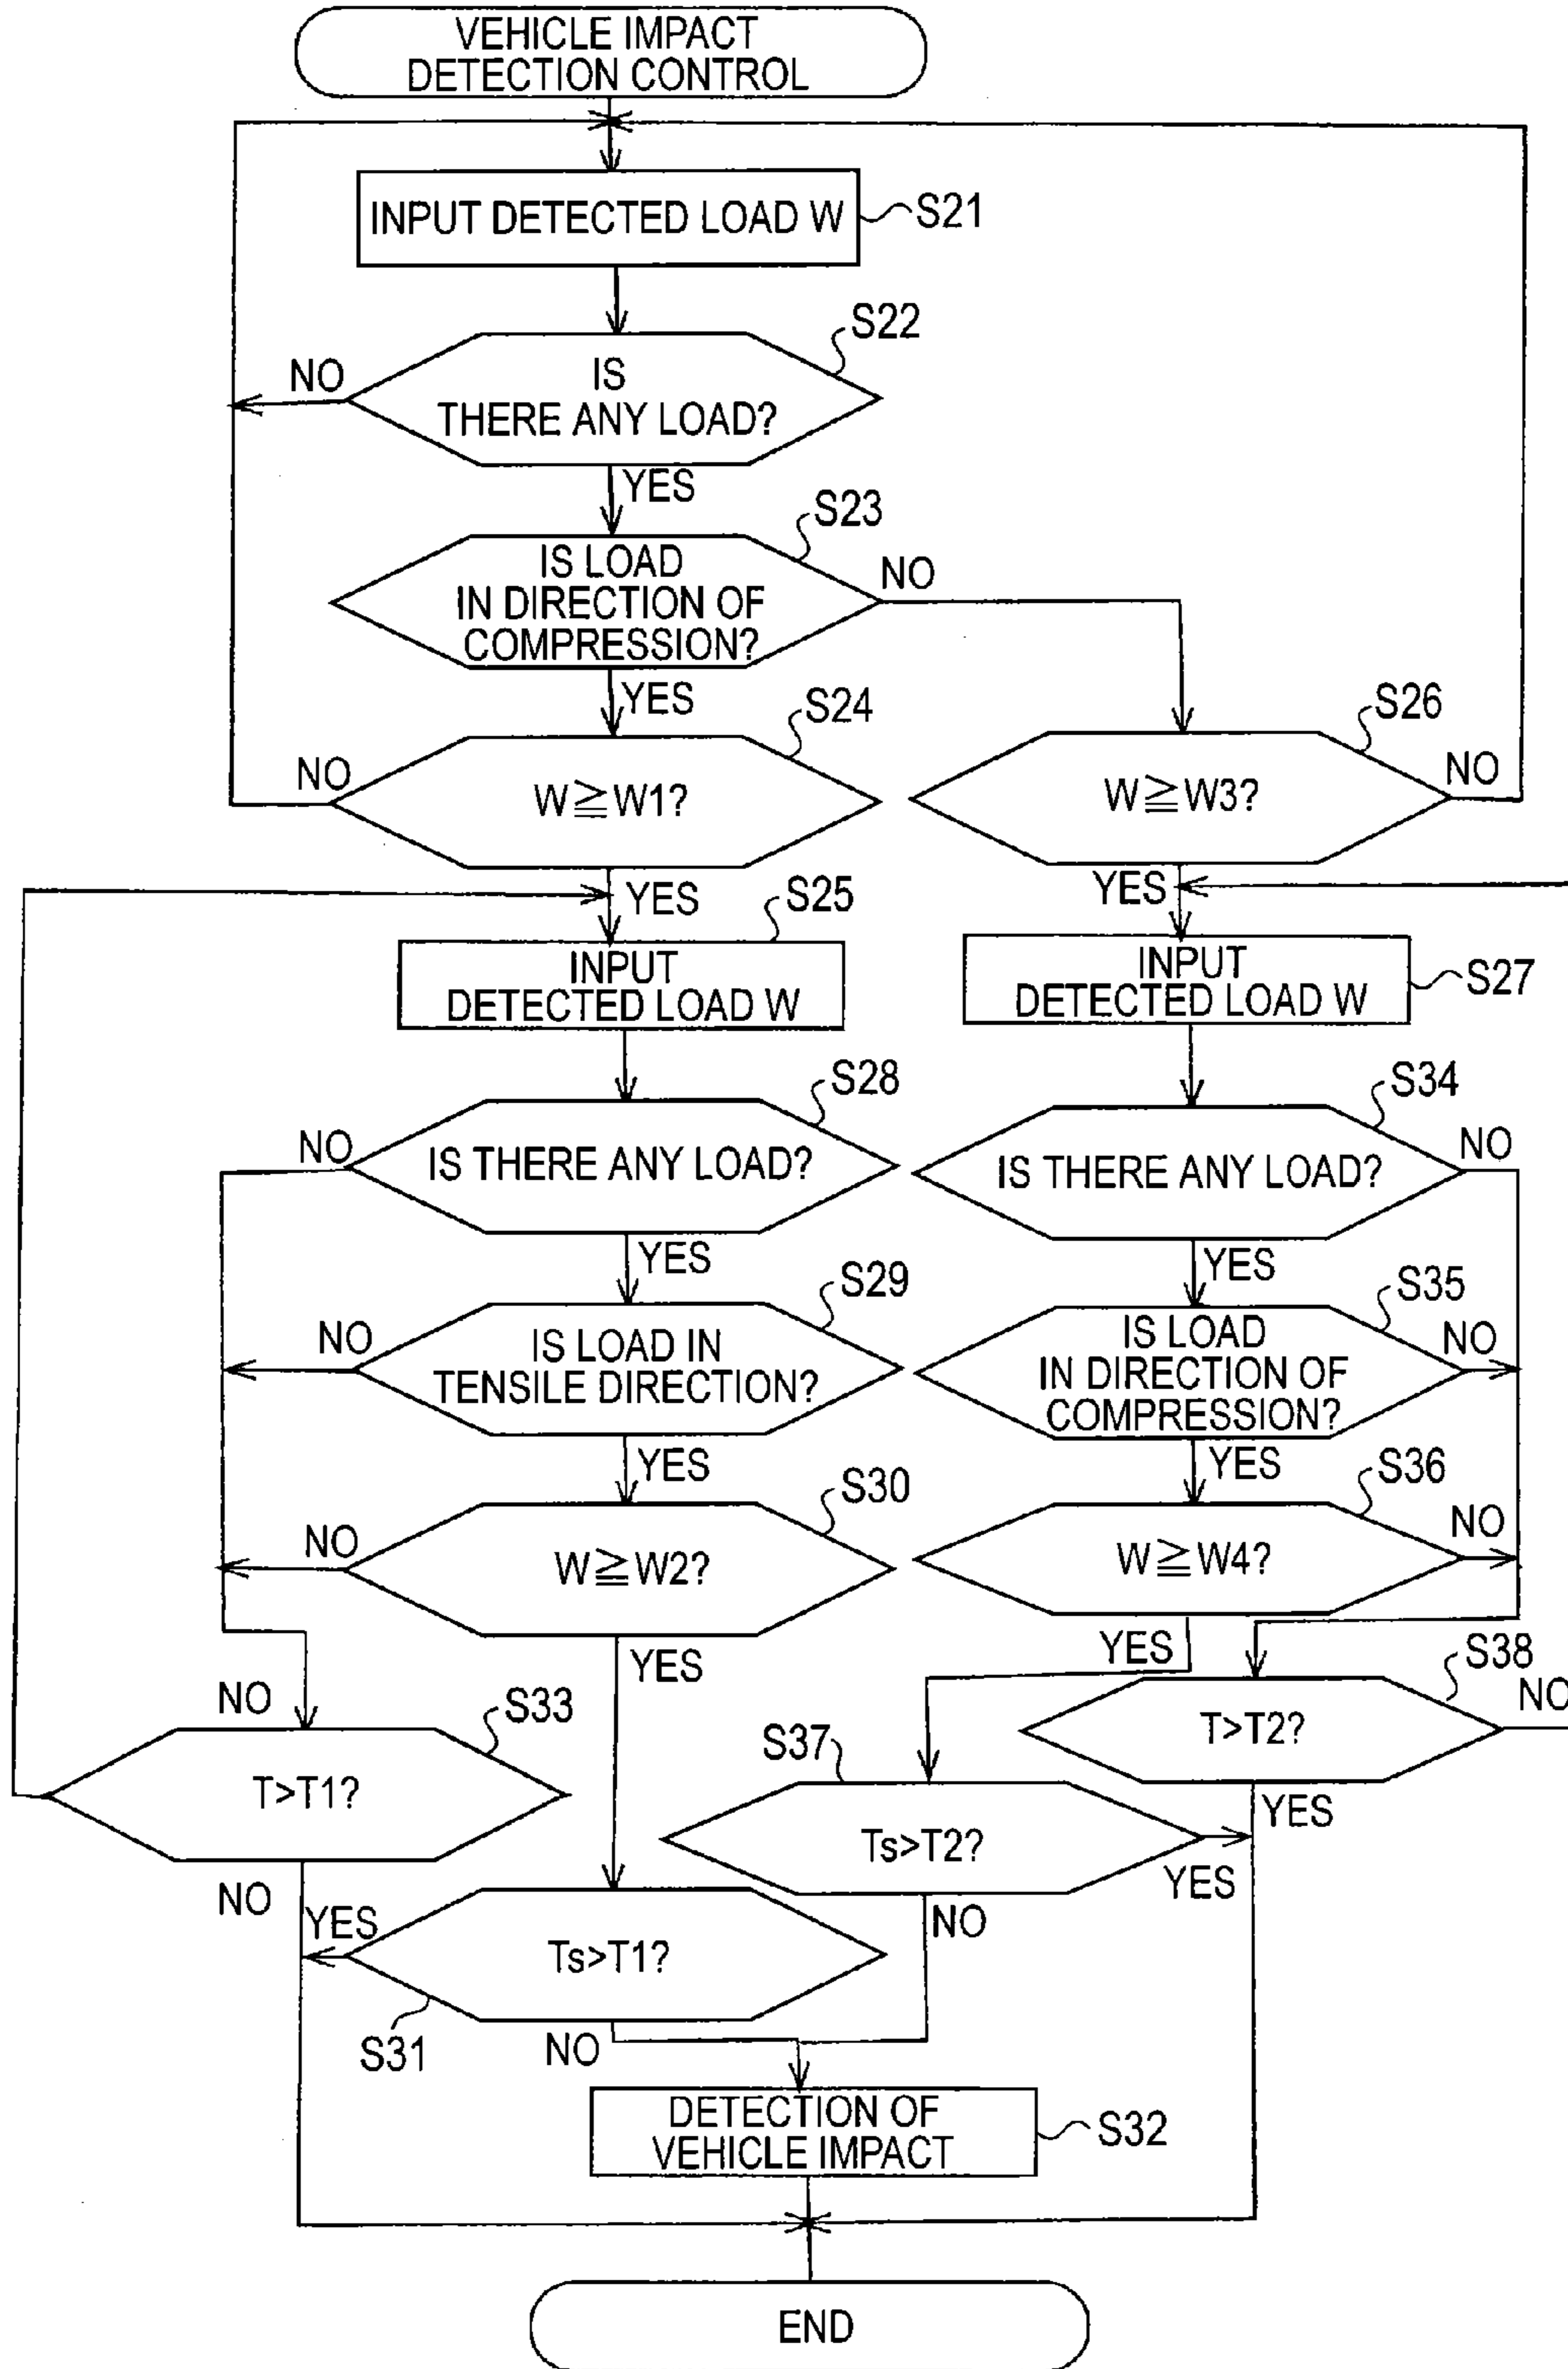 VEHICLE IMPACT
DETECTION CONTROL
INPUT DETECTED LOAD W
S21
S22
NO
IS
THERE ANY LOAD?
YES
S23
IS LOAD
IN DIRECTION OF
COMPRESSION?
NO
YES
S24
S26
NO
W≧W1?
W≧W3?
NO
YES
YES
S25
INPUT
DETECTED LOAD W
INPUT
DETECTED LOAD W
S27
S28
S34
NO
IS THERE ANY LOAD?
IS THERE ANY LOAD?
NO
YES
YES
S29
S35
NO
IS LOAD IN
TENSILE DIRECTION?
IS LOAD
IN DIRECTION OF
COMPRESSION?
NO
YES
YES
S30
S36
NO
W≧W2?
W≧W4?
NO
YES
YES
S38
NO
NO
S33
S37
T>T2?
T>T1?
YES
Ts>T2?
YES
NO
YES
NO
Ts>T1?
S31
NO
DETECTION OF
VEHICLE IMPACT
S32
END